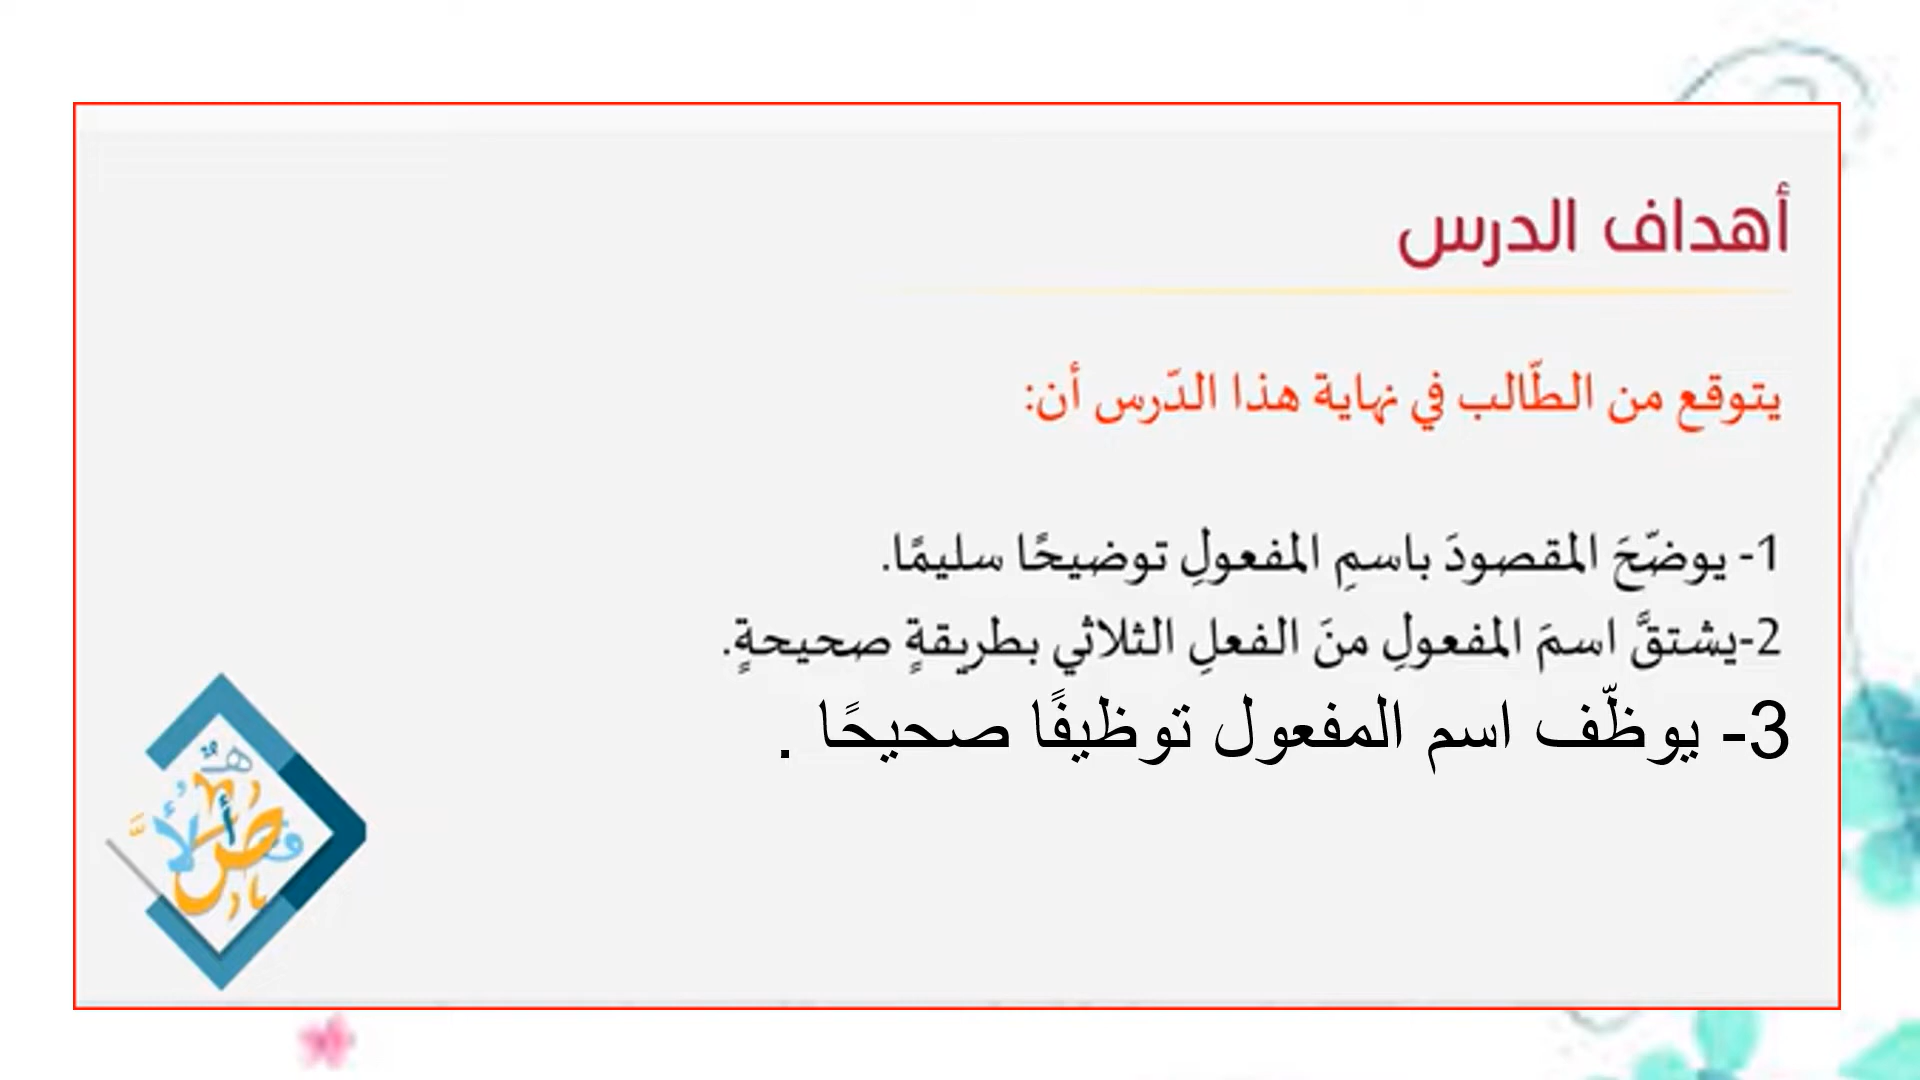 أهداف الدرس
يتوقع من الطّالب في نهاية هذا الدّرس أن:
1- يوضّحَ المقصودَ باسمِ المفعولِ توضيحًا سليمًا.
2-يشتقَّ اسمَ المفعولِ منَ الفعلِ الثلاثي بطريقةٍ صحيحةٍ.
3- يوظّف اسم المفعول توظيفًا صحيحًا .